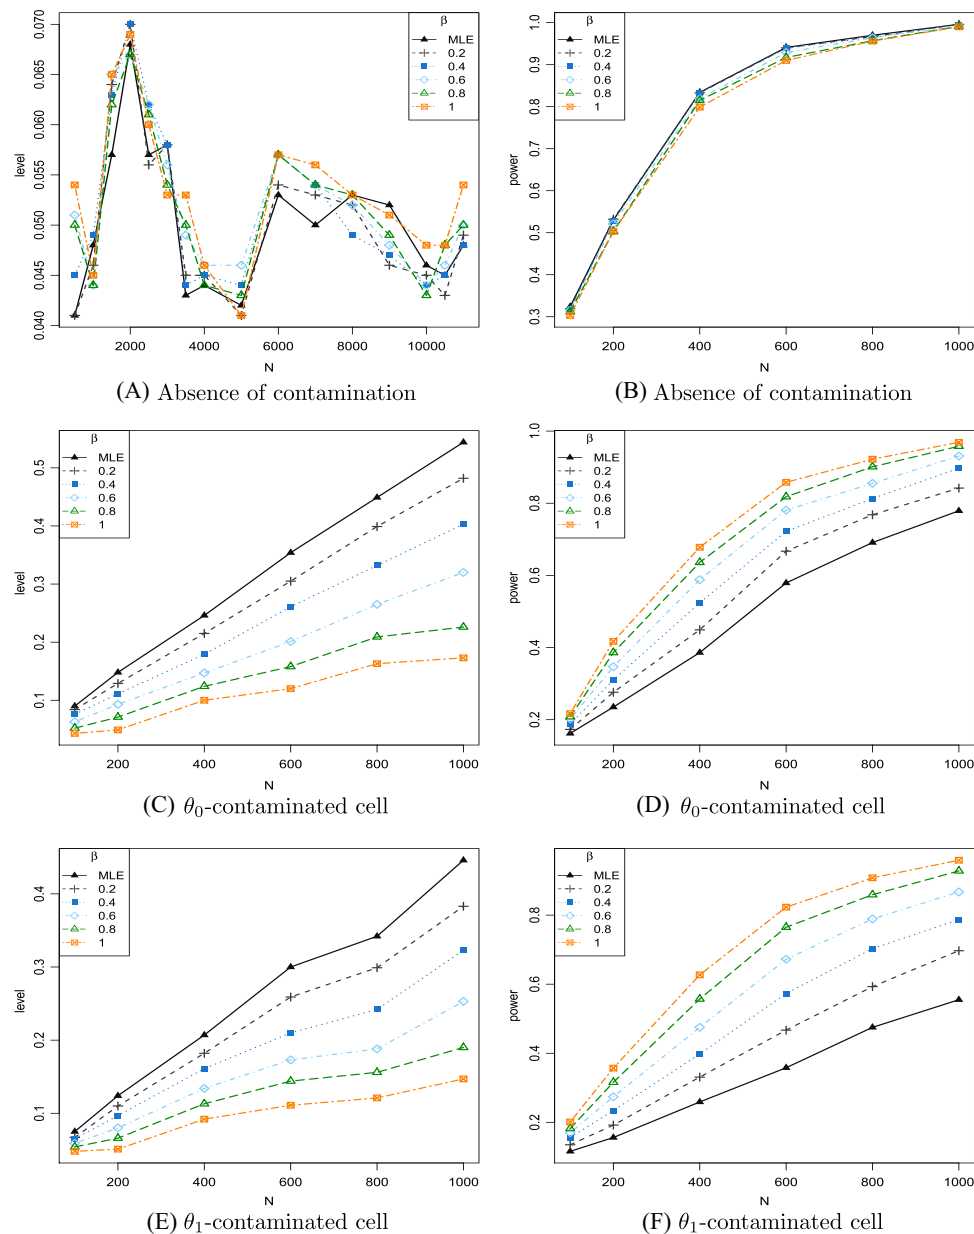 β
MLE
0.2
0.4
0.6
0.8
1
level
0.070
0.065
0.060
0.055
0.050
0.045
0.040
2000 4000 6000 8000 10000
N
(A) Absence of contamination
β
MLE
0.2
0.4
0.6
0.8
1
power
1.0
0.9
0.8
0.7
0.6
0.5
0.4
0.3
200 400 600 800 1000
N
(B) Absence of contamination
β
MLE
0.2
0.4
0.6
0.8
1
level
0.5
0.4
0.3
0.2
0.1
200 400 600 800 1000
N
(C) θ₀-contaminated cell
β
MLE
0.2
0.4
0.6
0.8
1
power
1.0
0.8
0.6
0.4
0.2
200 400 600 800 1000
N
(D) θ₀-contaminated cell
β
MLE
0.2
0.4
0.6
0.8
1
level
0.4
0.3
0.2
0.1
200 400 600 800 1000
N
(E) θ₁-contaminated cell
β
MLE
0.2
0.4
0.6
0.8
1
power
0.8
0.6
0.4
0.2
200 400 600 800 1000
N
(F) θ₁-contaminated cell